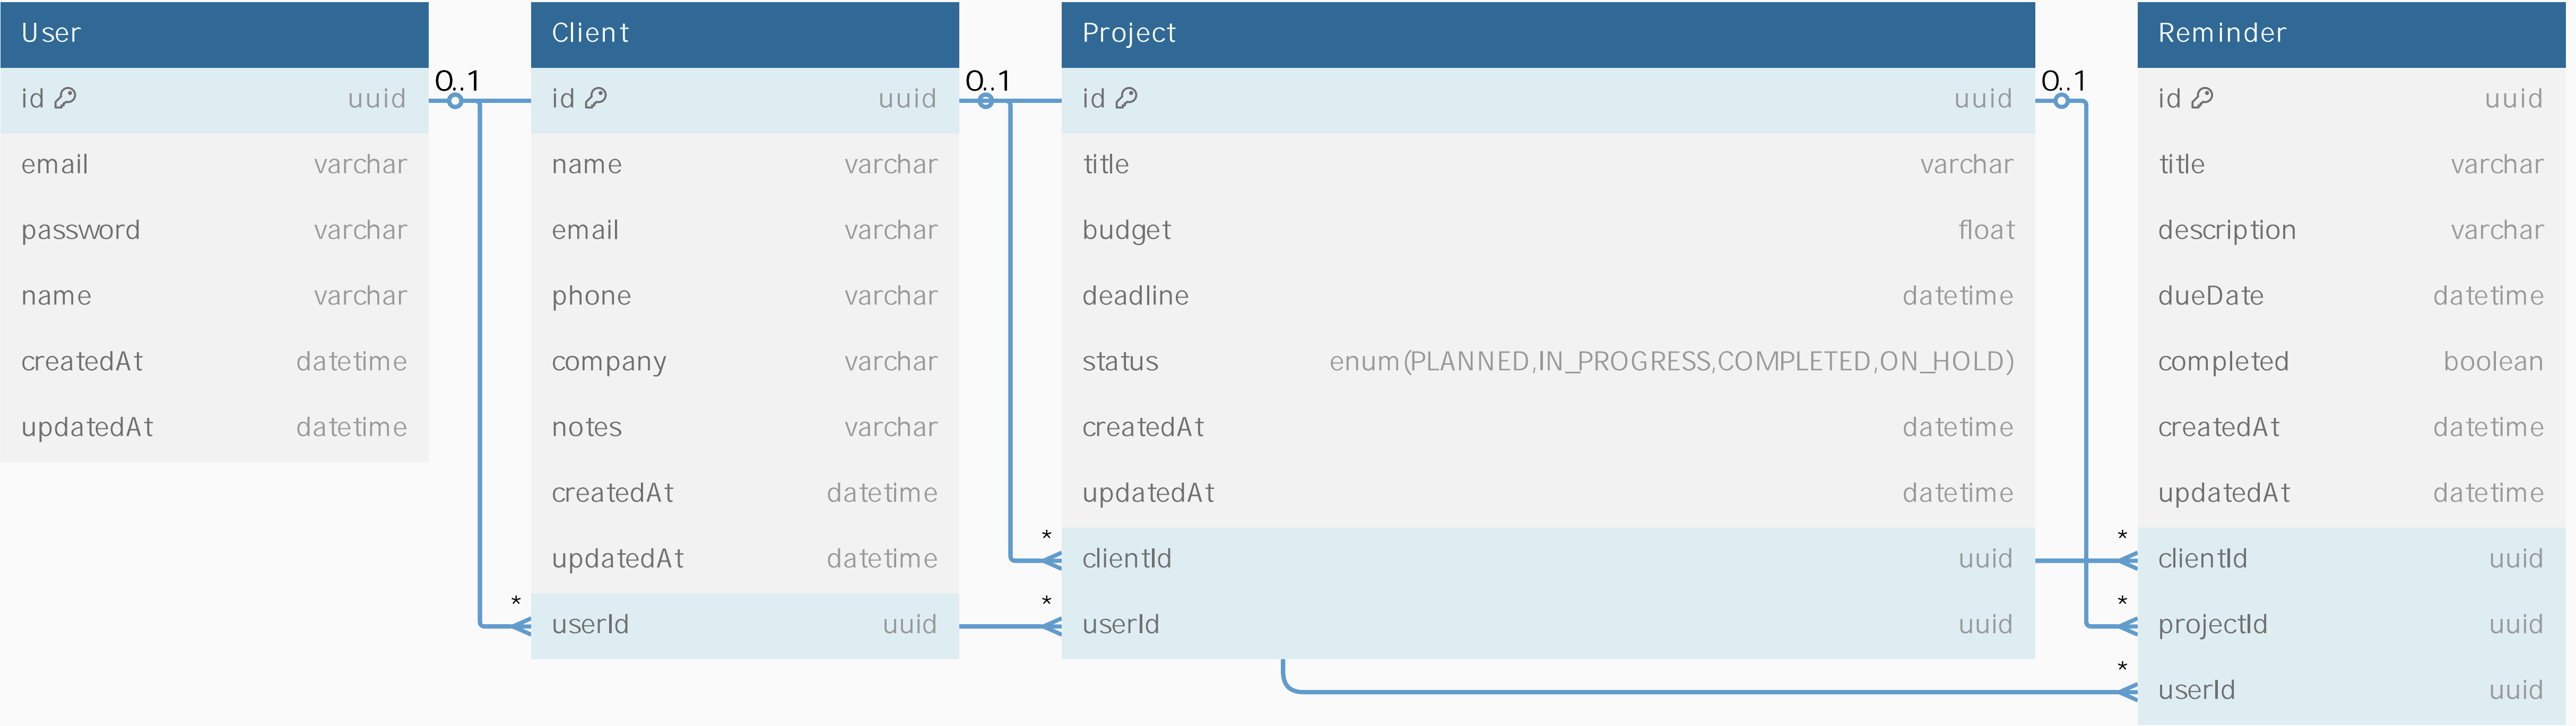 User
id uuid
email varchar
password varchar
name varchar
createdAt datetime
updatedAt datetime
0..1
*
Client
id uuid
name varchar
email varchar
phone varchar
company varchar
notes varchar
createdAt datetime
updatedAt datetime
userId uuid
0..1
*
*
Project
id uuid
title varchar
budget float
deadline datetime
status enum(PLANNED,IN_PROGRESS,COMPLETED,ON_HOLD)
createdAt datetime
updatedAt datetime
clientId uuid
userId uuid
0..1
*
*
*
Reminder
id uuid
title varchar
description varchar
dueDate datetime
completed boolean
createdAt datetime
updatedAt datetime
clientId uuid
projectId uuid
userId uuid